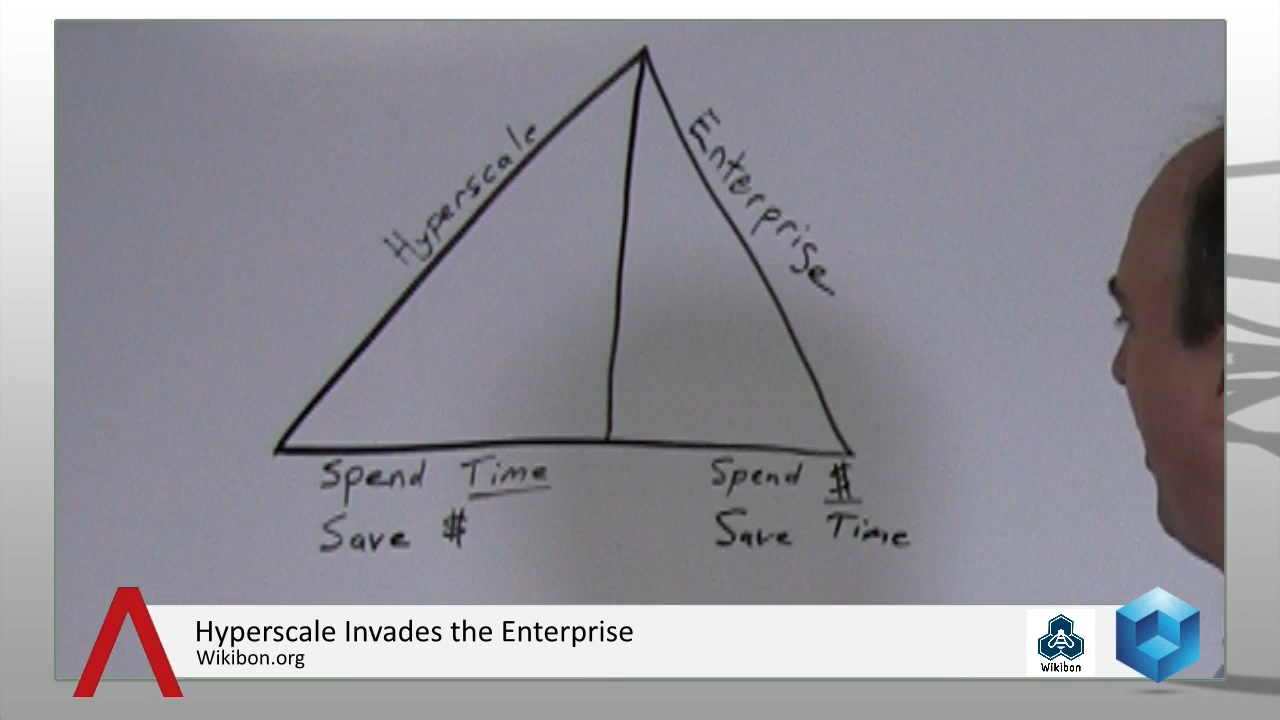 Hyperscale
Enterprise
Spend Time
Save $
Spend $
Save Time
Hyperscale Invades the Enterprise
Wikibon.org
Wikibon